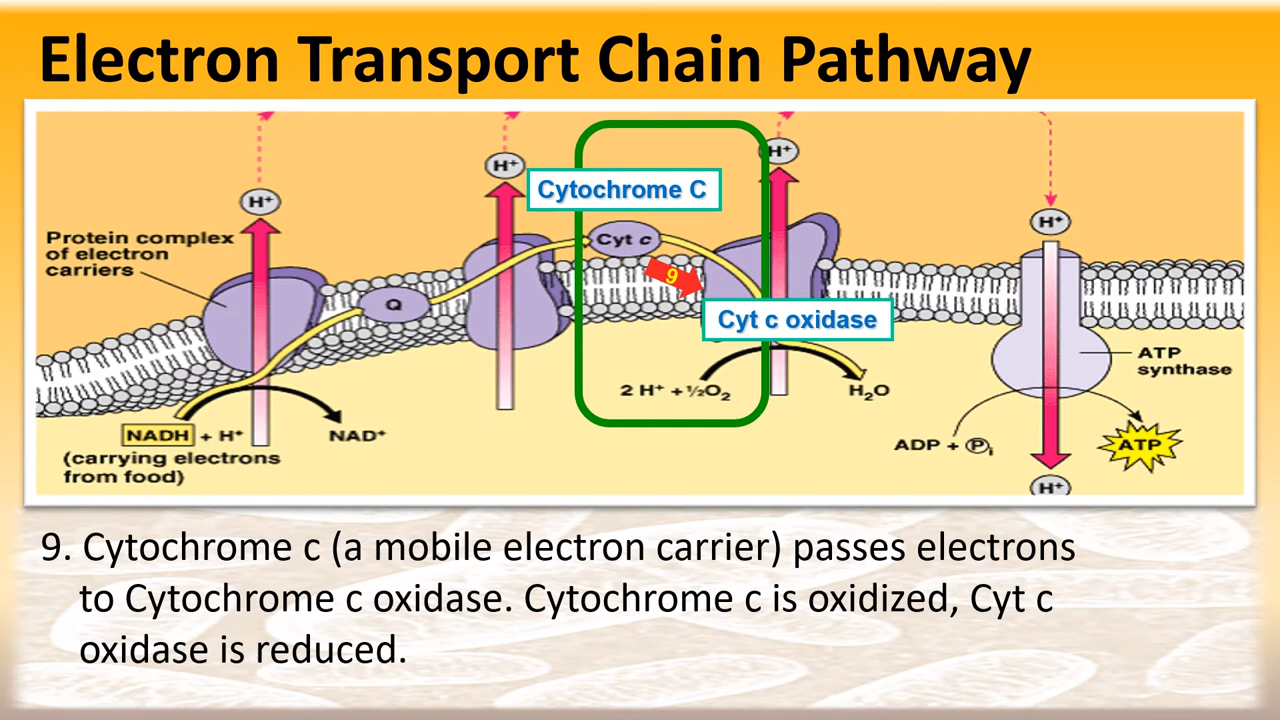 Electron Transport Chain Pathway
H⁺
H⁺
H⁺
H⁺
Cytochrome C
Protein complex
of electron
carriers
Cyt c
9
Q
Cyt c oxidase
ATP
synthase
2 H⁺ + ½O₂
H₂O
NADH + H⁺
NAD⁺
(carrying electrons
from food)
ADP + Pᵢ
ATP
H⁺
9. Cytochrome c (a mobile electron carrier) passes electrons
to Cytochrome c oxidase. Cytochrome c is oxidized, Cyt c
oxidase is reduced.